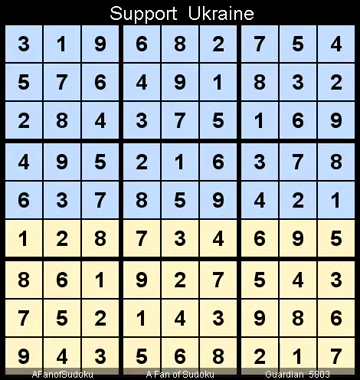 Support Ukraine
3 1 9 6 8 2 7 5 4
5 7 6 4 9 1 8 3 2
2 8 4 3 7 5 1 6 9
4 9 5 2 1 6 3 7 8
6 3 7 8 5 9 4 2 1
1 2 8 7 3 4 6 9 5
8 6 1 9 2 7 5 4 3
7 5 2 1 4 3 9 8 6
9 4 3 5 6 8 2 1 7
AFanofSudoku A Fan of Sudoku Guardian 5803